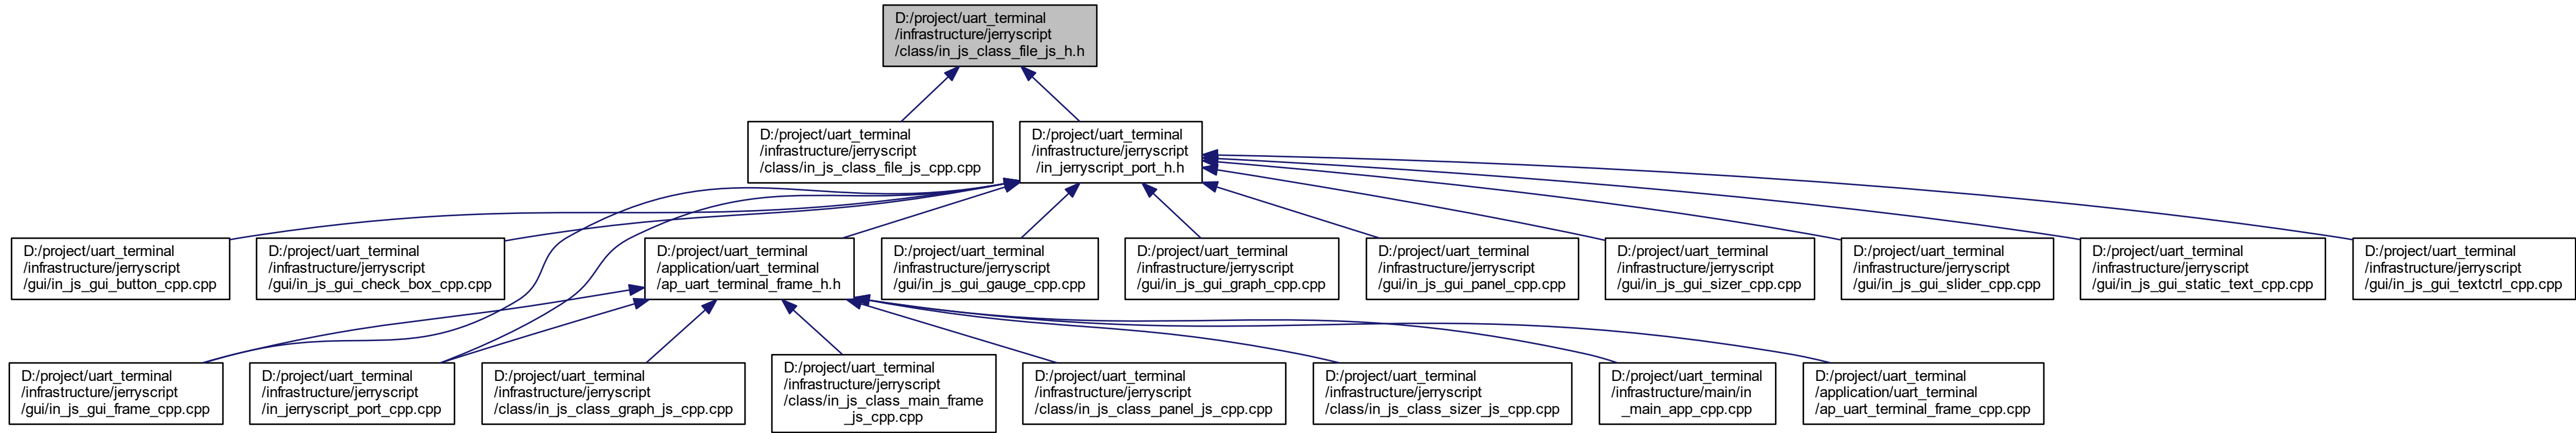 D:/project/uart_terminal
/infrastructure/jerryscript
/class/in_js_class_file_js_h.h
D:/project/uart_terminal
/infrastructure/jerryscript
/class/in_js_class_file_js_cpp.cpp
D:/project/uart_terminal
/infrastructure/jerryscript
/in_jerryscript_port_h.h
D:/project/uart_terminal
/infrastructure/jerryscript
/gui/in_js_gui_button_cpp.cpp
D:/project/uart_terminal
/infrastructure/jerryscript
/gui/in_js_gui_check_box_cpp.cpp
D:/project/uart_terminal
/application/uart_terminal
/ap_uart_terminal_frame_h.h
D:/project/uart_terminal
/infrastructure/jerryscript
/gui/in_js_gui_gauge_cpp.cpp
D:/project/uart_terminal
/infrastructure/jerryscript
/gui/in_js_gui_graph_cpp.cpp
D:/project/uart_terminal
/infrastructure/jerryscript
/gui/in_js_gui_panel_cpp.cpp
D:/project/uart_terminal
/infrastructure/jerryscript
/gui/in_js_gui_sizer_cpp.cpp
D:/project/uart_terminal
/infrastructure/jerryscript
/gui/in_js_gui_slider_cpp.cpp
D:/project/uart_terminal
/infrastructure/jerryscript
/gui/in_js_gui_static_text_cpp.cpp
D:/project/uart_terminal
/infrastructure/jerryscript
/gui/in_js_gui_textctrl_cpp.cpp
D:/project/uart_terminal
/infrastructure/jerryscript
/gui/in_js_gui_frame_cpp.cpp
D:/project/uart_terminal
/infrastructure/jerryscript
/in_jerryscript_port_cpp.cpp
D:/project/uart_terminal
/infrastructure/jerryscript
/class/in_js_class_graph_js_cpp.cpp
D:/project/uart_terminal
/infrastructure/jerryscript
/class/in_js_class_main_frame
_js_cpp.cpp
D:/project/uart_terminal
/infrastructure/jerryscript
/class/in_js_class_panel_js_cpp.cpp
D:/project/uart_terminal
/infrastructure/jerryscript
/class/in_js_class_sizer_js_cpp.cpp
D:/project/uart_terminal
/infrastructure/main/in
_main_app_cpp.cpp
D:/project/uart_terminal
/application/uart_terminal
/ap_uart_terminal_frame_cpp.cpp